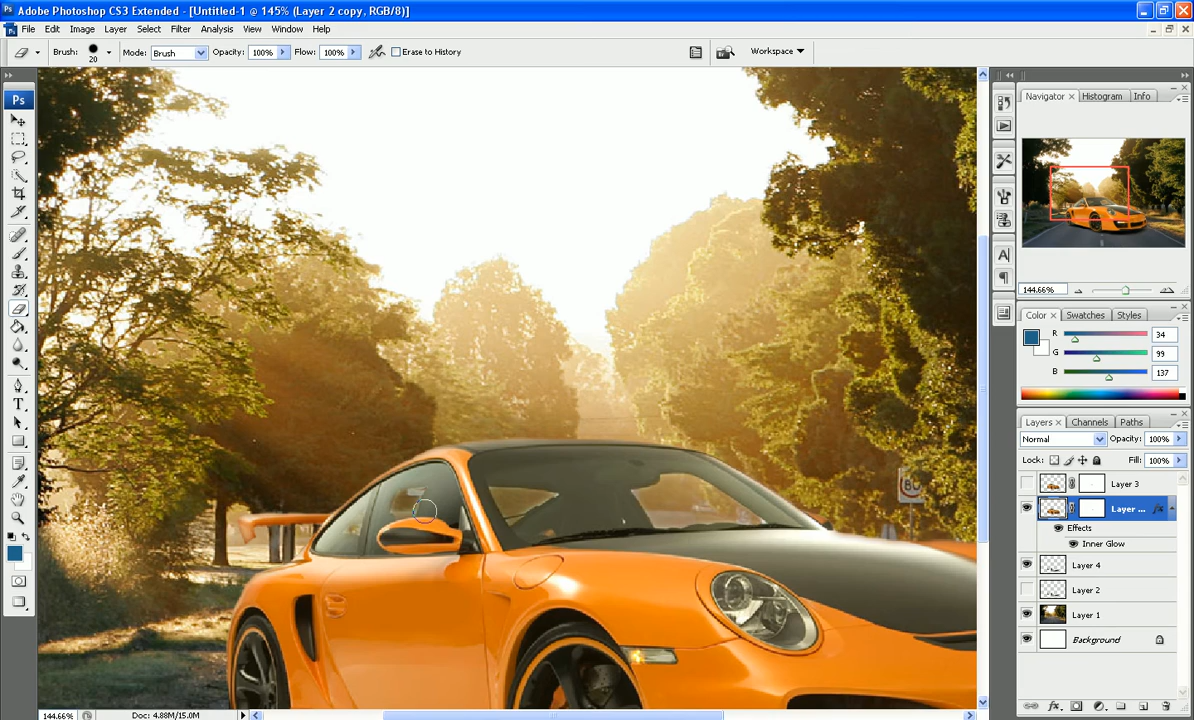 Adobe Photoshop CS3 Extended - [Untitled-1 @ 145% (Layer 2 copy, RGB/8)]
File Edit Image Layer Select Filter Analysis View Window Help
Brush: 20 Mode: Brush Opacity: 100% Flow: 100% Erase to History Workspace
Ps
Navigator Histogram Info
144.66%
Color Swatches Styles
R 34
G 99
B 137
Layers Channels Paths
Normal Opacity: 100%
Lock: Fill: 100%
Layer 3
Layer ... fx
Effects
Inner Glow
Layer 4
Layer 2
Layer 1
Background
144.66% Doc: 4.88M/15.0M